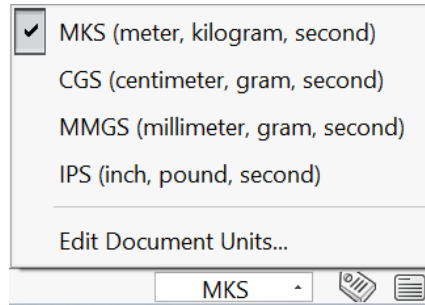 MKS (meter, kilogram, second)
CGS (centimeter, gram, second)
MMGS (millimeter, gram, second)
IPS (inch, pound, second)
Edit Document Units...
MKS